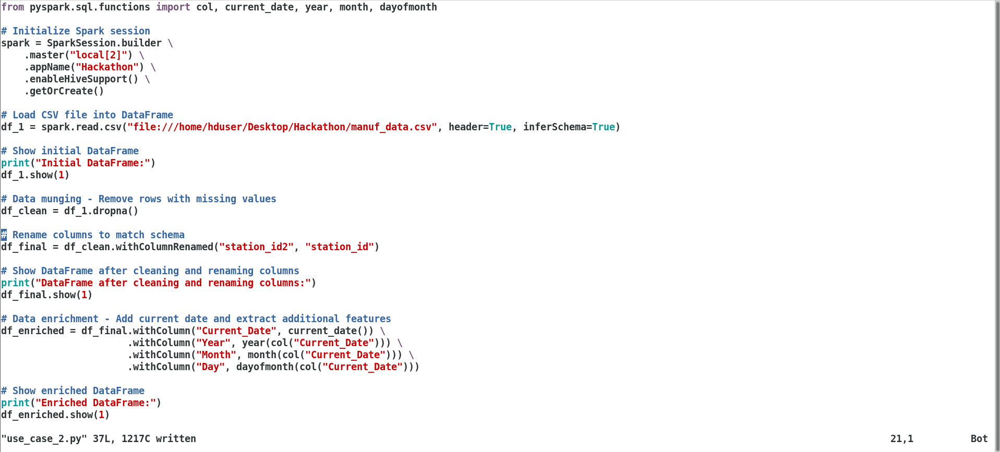 from pyspark.sql.functions import col, current_date, year, month, dayofmonth

# Initialize Spark session
spark = SparkSession.builder \
    .master("local[2]") \
    .appName("Hackathon") \
    .enableHiveSupport() \
    .getOrCreate()

# Load CSV file into DataFrame
df_1 = spark.read.csv("file:///home/hduser/Desktop/Hackathon/manuf_data.csv", header=True, inferSchema=True)

# Show initial DataFrame
print("Initial DataFrame:")
df_1.show(1)

# Data munging - Remove rows with missing values
df_clean = df_1.dropna()

# Rename columns to match schema
df_final = df_clean.withColumnRenamed("station_id2", "station_id")

# Show DataFrame after cleaning and renaming columns
print("DataFrame after cleaning and renaming columns:")
df_final.show(1)

# Data enrichment - Add current date and extract additional features
df_enriched = df_final.withColumn("Current_Date", current_date()) \
                      .withColumn("Year", year(col("Current_Date"))) \
                      .withColumn("Month", month(col("Current_Date"))) \
                      .withColumn("Day", dayofmonth(col("Current_Date")))

# Show enriched DataFrame
print("Enriched DataFrame:")
df_enriched.show(1)

"use_case_2.py" 37L, 1217C written 21,1 Bot